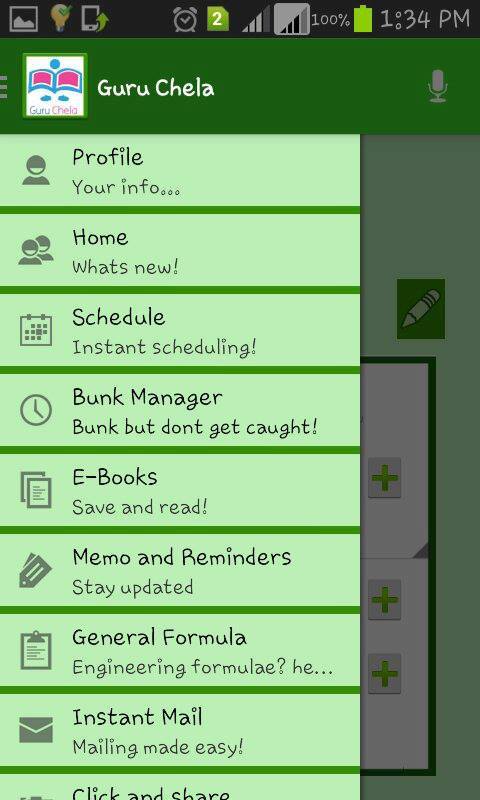 2
100%
1:34 PM
Guru Chela
Guru Chela
Profile
Your info...
Home
Whats new!
Schedule
Instant scheduling!
Bunk Manager
Bunk but dont get caught!
E-Books
Save and read!
Memo and Reminders
Stay updated
General Formula
Engineering formulae? he...
Instant Mail
Mailing made easy!
Click and share